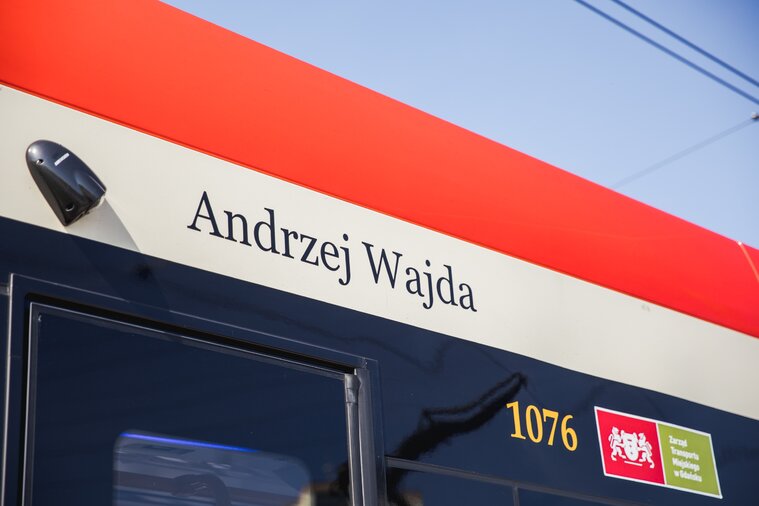 Andrzej Wajda
1076
Zarząd
Transportu
Miejskiego
w Gdańsku